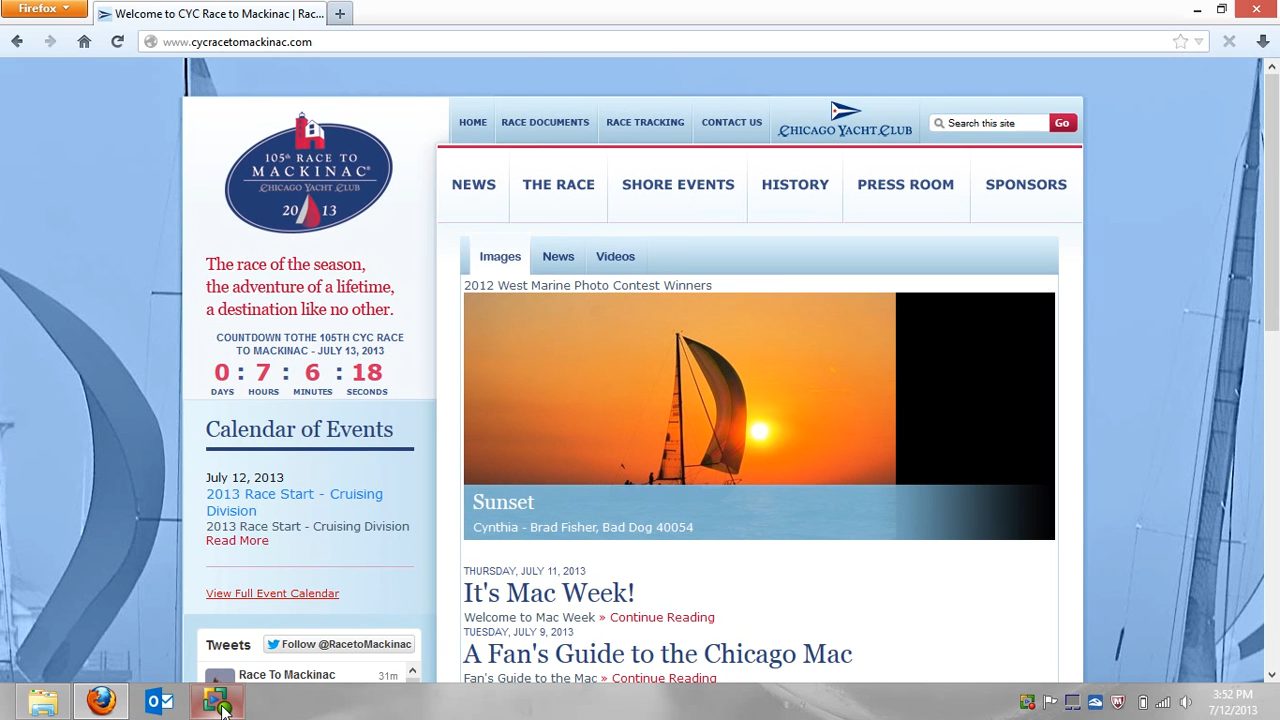 Firefox
Welcome to CYC Race to Mackinac | Rac...
www.cycracetomackinac.com
HOME
RACE DOCUMENTS
RACE TRACKING
CONTACT US
CHICAGO YACHT CLUB
Search this site
Go
105th RACE TO
MACKINAC®
CHICAGO YACHT CLUB
2013
NEWS
THE RACE
SHORE EVENTS
HISTORY
PRESS ROOM
SPONSORS
The race of the season,
the adventure of a lifetime,
a destination like no other.
COUNTDOWN TOTHE 105TH CYC RACE
TO MACKINAC - JULY 13, 2013
0 : 7 : 6 : 18
DAYS HOURS MINUTES SECONDS
Calendar of Events
July 12, 2013
2013 Race Start - Cruising
Division
2013 Race Start - Cruising Division
Read More
View Full Event Calendar
Tweets
Follow @RacetoMackinac
Race To Mackinac
31m
Images
News
Videos
2012 West Marine Photo Contest Winners
Sunset
Cynthia - Brad Fisher, Bad Dog 40054
THURSDAY, JULY 11, 2013
It's Mac Week!
Welcome to Mac Week » Continue Reading
TUESDAY, JULY 9, 2013
A Fan's Guide to the Chicago Mac
Fan's Guide to the Mac » Continue Reading
3:52 PM
7/12/2013